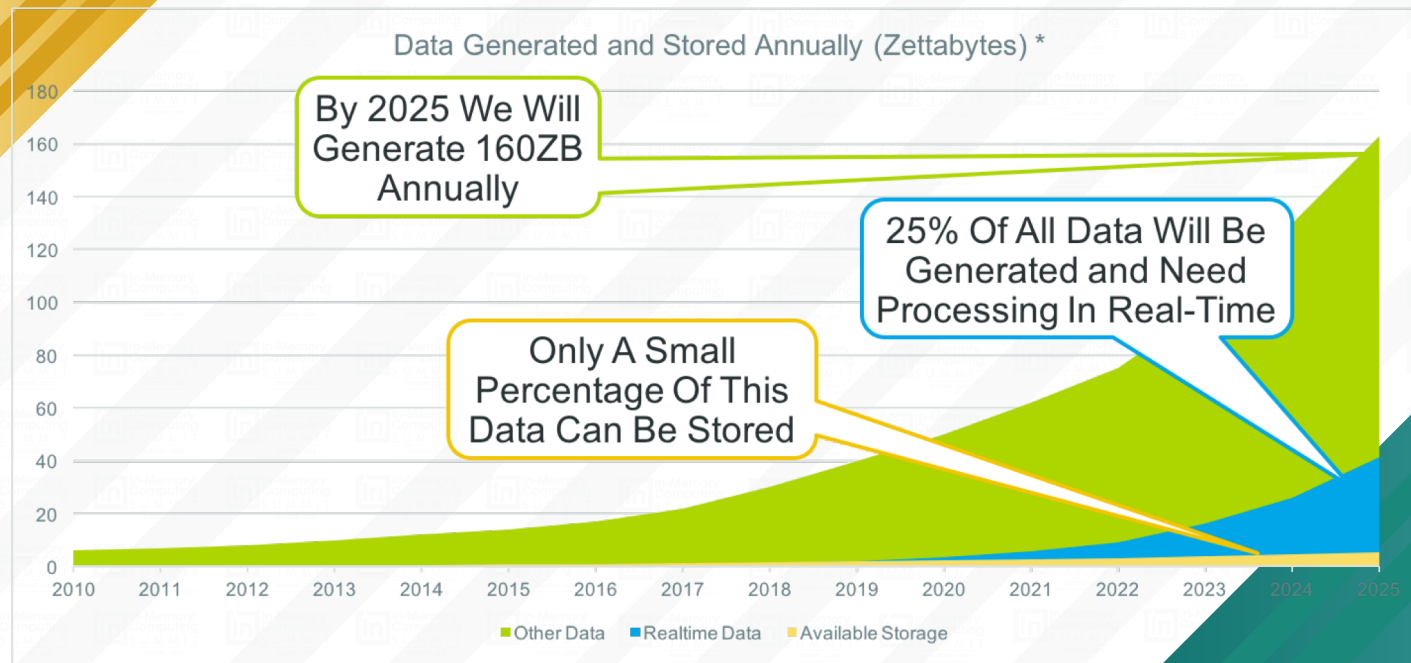 Data Generated and Stored Annually (Zettabytes) *
180
160
140
120
100
80
60
40
20
0
By 2025 We Will
Generate 160ZB
Annually
25% Of All Data Will Be
Generated and Need
Processing In Real-Time
Only A Small
Percentage Of This
Data Can Be Stored
2010 2011 2012 2013 2014 2015 2016 2017 2018 2019 2020 2021 2022 2023 2024 2025
Other Data Realtime Data Available Storage